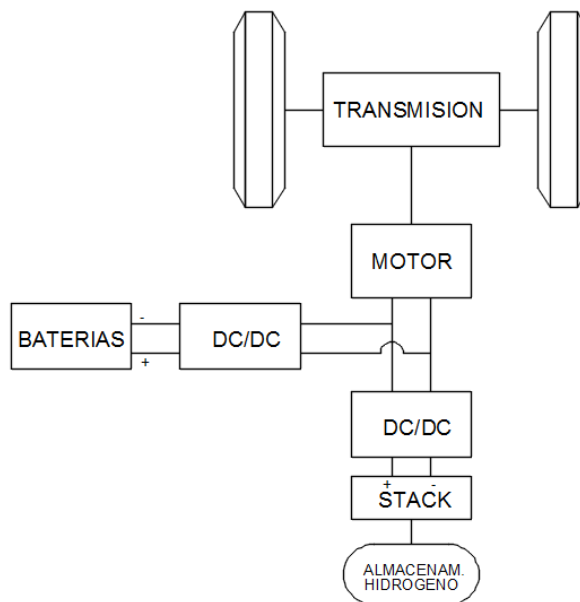 TRANSMISION
MOTOR
BATERIAS
-
+
DC/DC
DC/DC
+ -
STACK
ALMACENAM.
HIDROGENO